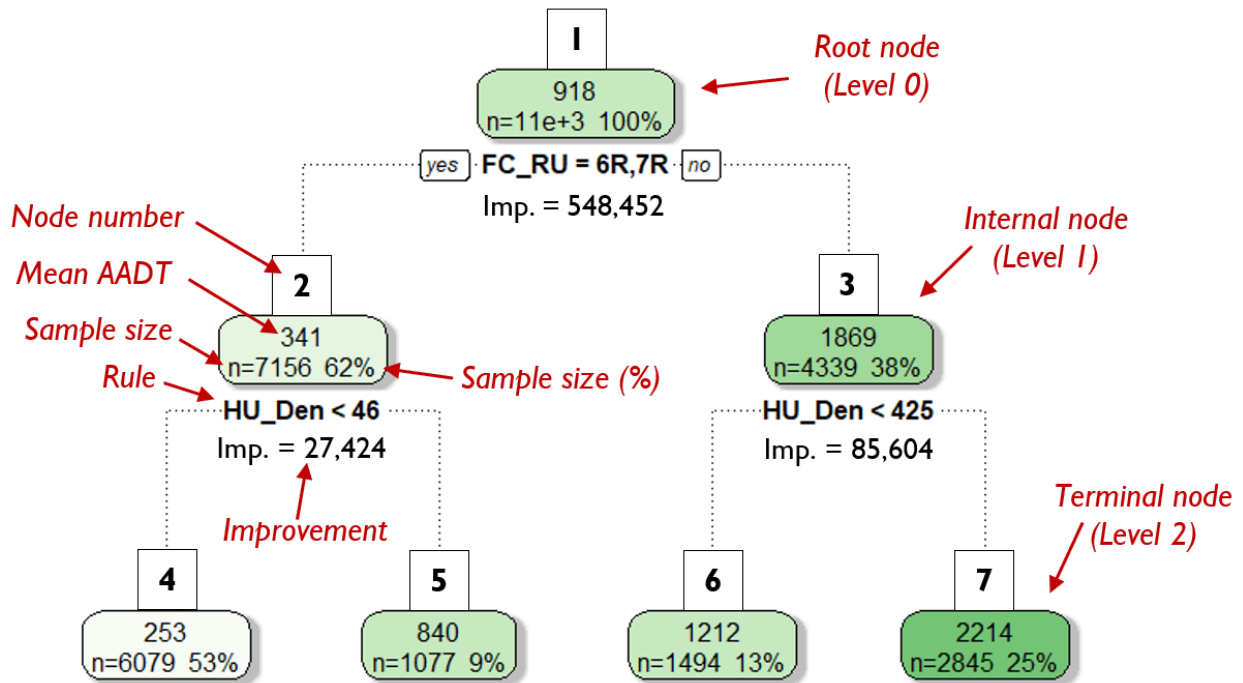 1
Root node
(Level 0)
918
n=11e+3 100%
yes FC_RU = 6R,7R no
Imp. = 548,452
Node number
Internal node
(Level 1)
Mean AADT
2
3
Sample size
341
n=7156 62%
1869
n=4339 38%
Rule
Sample size (%)
HU_Den < 46
HU_Den < 425
Imp. = 27,424
Imp. = 85,604
Improvement
Terminal node
(Level 2)
4
5
6
7
253
n=6079 53%
840
n=1077 9%
1212
n=1494 13%
2214
n=2845 25%